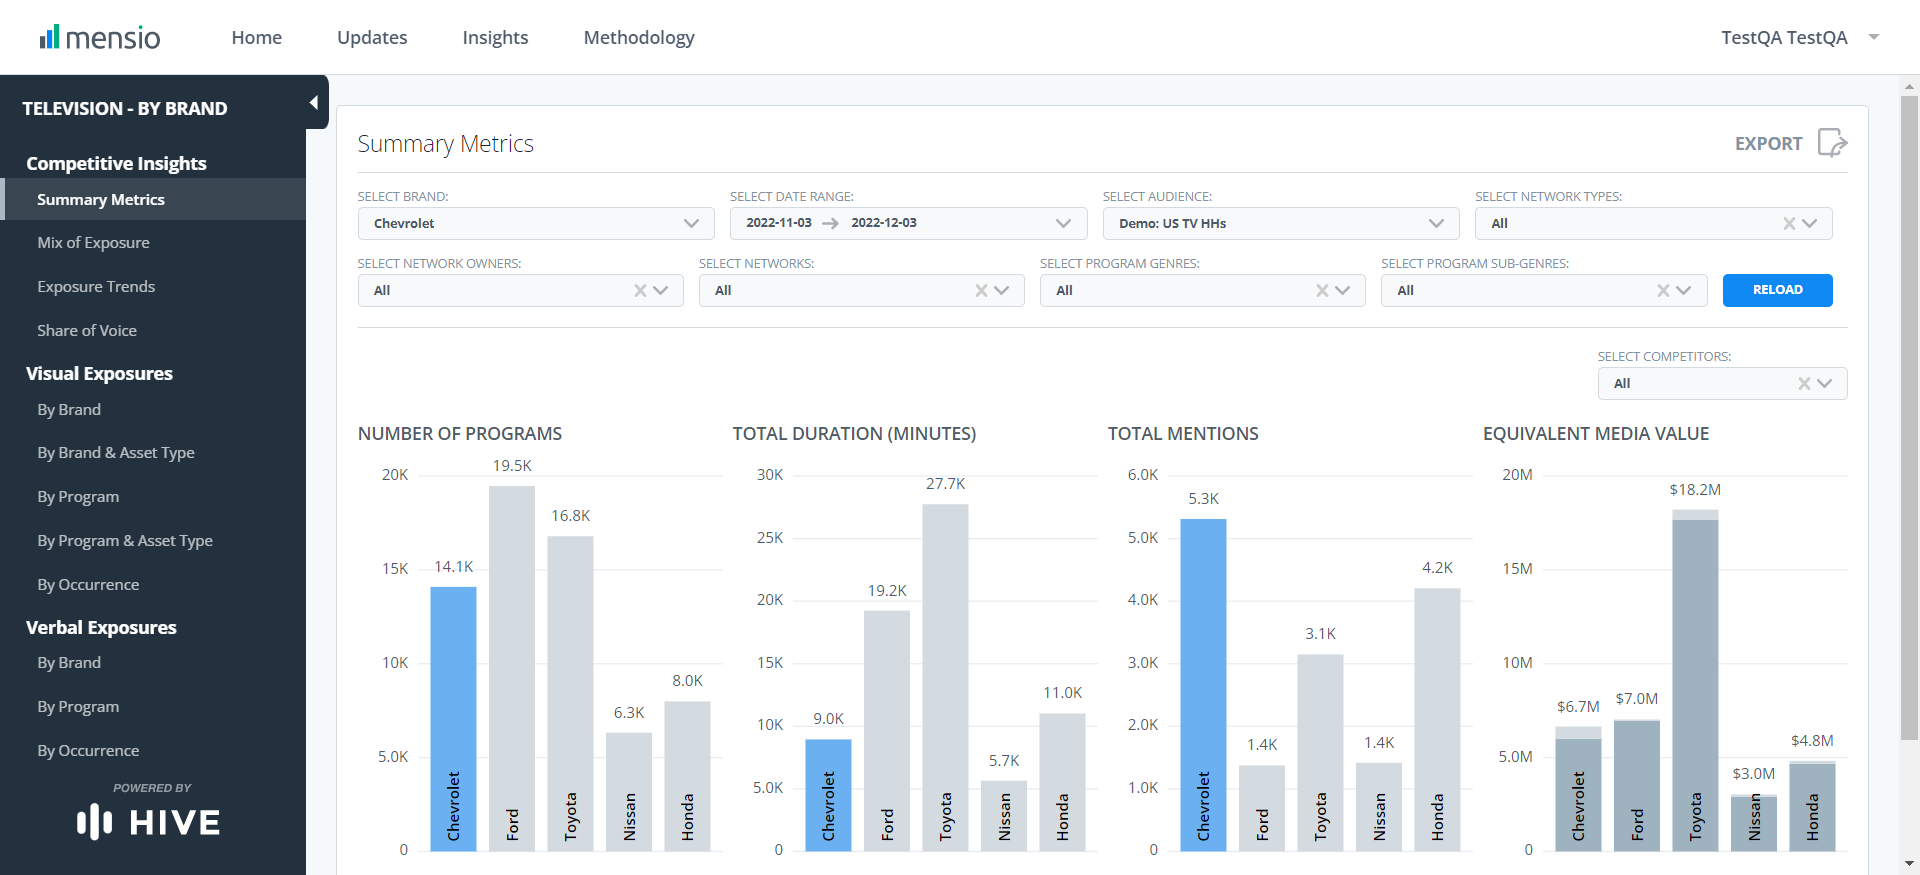 mensio
Home
Updates
Insights
Methodology
TestQA TestQA
TELEVISION - BY BRAND
Competitive Insights
Summary Metrics
Mix of Exposure
Exposure Trends
Share of Voice
Visual Exposures
By Brand
By Brand & Asset Type
By Program
By Program & Asset Type
By Occurrence
Verbal Exposures
By Brand
By Program
By Occurrence
POWERED BY
HIVE
Summary Metrics
EXPORT
SELECT BRAND:
Chevrolet
SELECT DATE RANGE:
2022-11-03 → 2022-12-03
SELECT AUDIENCE:
Demo: US TV HHs
SELECT NETWORK TYPES:
All
SELECT NETWORK OWNERS:
All
SELECT NETWORKS:
All
SELECT PROGRAM GENRES:
All
SELECT PROGRAM SUB-GENRES:
All
RELOAD
SELECT COMPETITORS:
All
NUMBER OF PROGRAMS
20K
15K
10K
5.0K
0
14.1K
19.5K
16.8K
6.3K
8.0K
Chevrolet
Ford
Toyota
Nissan
Honda
TOTAL DURATION (MINUTES)
30K
25K
20K
15K
10K
5.0K
0
9.0K
19.2K
27.7K
5.7K
11.0K
Chevrolet
Ford
Toyota
Nissan
Honda
TOTAL MENTIONS
6.0K
5.0K
4.0K
3.0K
2.0K
1.0K
0
5.3K
1.4K
3.1K
1.4K
4.2K
Chevrolet
Ford
Toyota
Nissan
Honda
EQUIVALENT MEDIA VALUE
20M
15M
10M
5.0M
0
$6.7M
$7.0M
$18.2M
$3.0M
$4.8M
Chevrolet
Ford
Toyota
Nissan
Honda